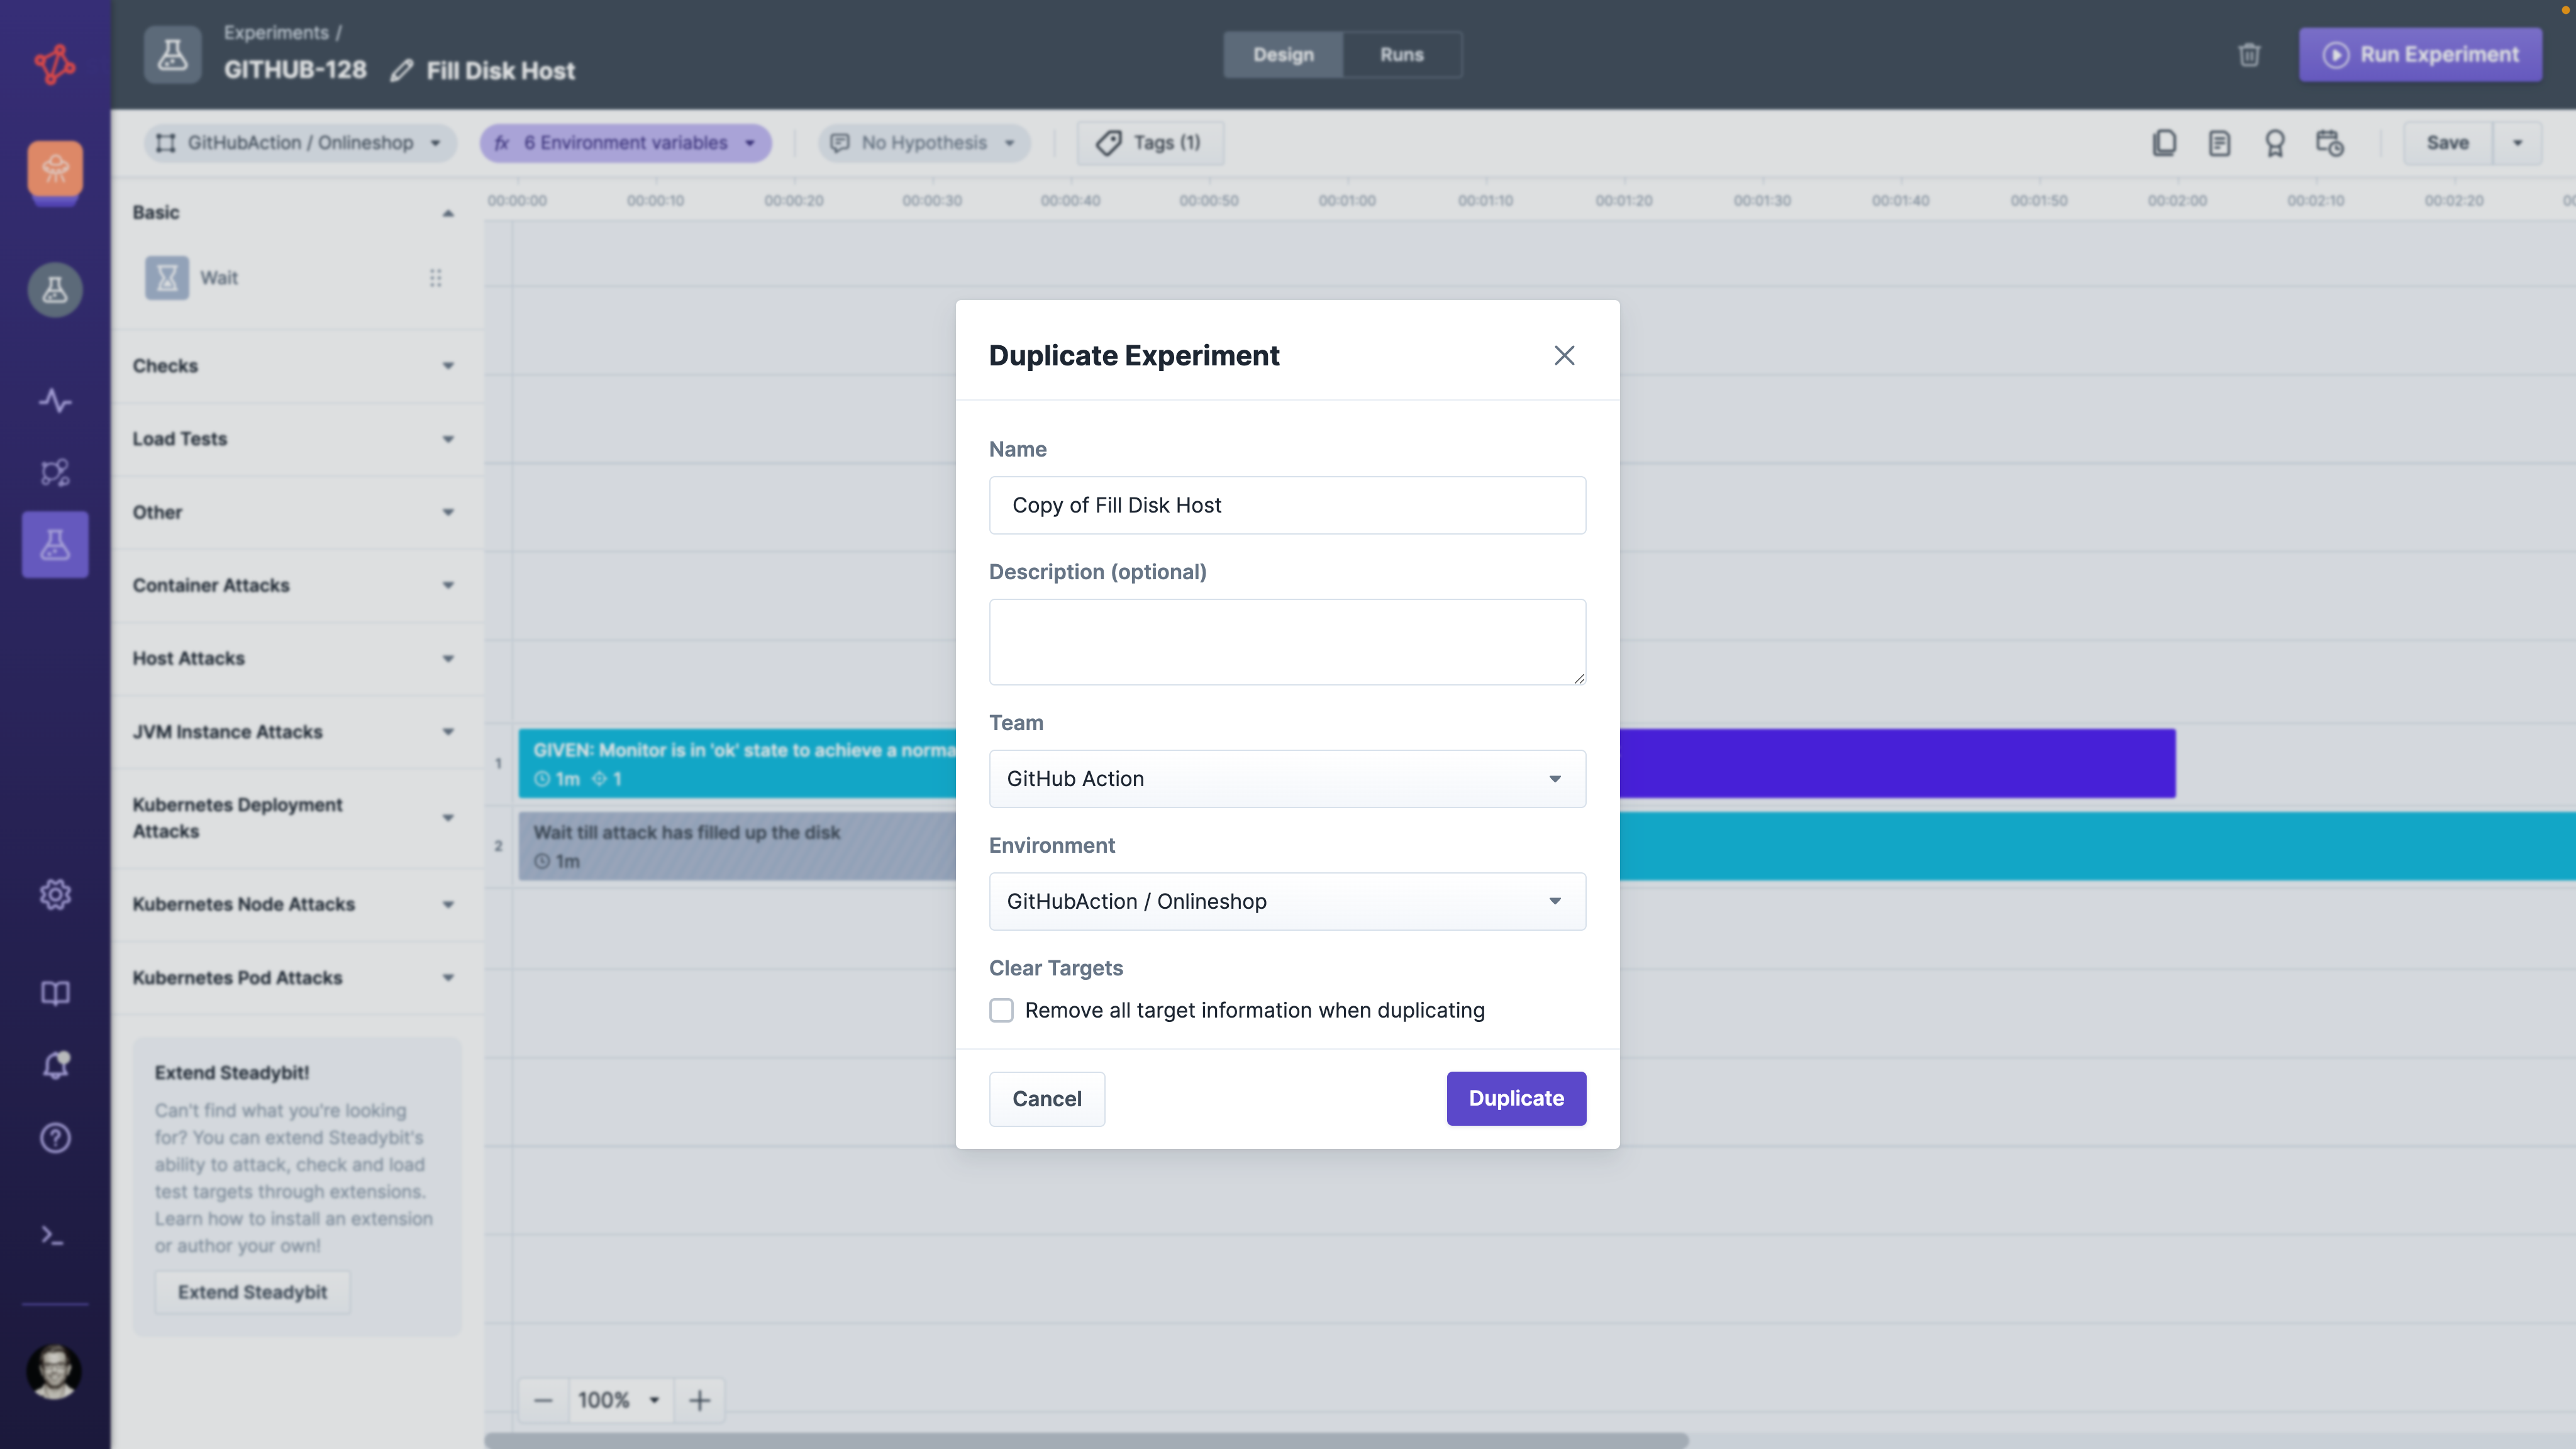 Experiments /
GITHUB-128
Fill Disk Host
Design
Runs
Run Experiment
GitHubAction / Onlineshop
fx 6 Environment variables
No Hypothesis
Tags (1)
Save
Basic
Wait
Checks
Load Tests
Other
Container Attacks
Host Attacks
JVM Instance Attacks
Kubernetes Deployment
Attacks
Kubernetes Node Attacks
Kubernetes Pod Attacks
Extend Steadybit!
Can't find what you're looking
for? You can extend Steadybit's
ability to attack, check and load
test targets through extensions.
Learn how to install an extension
or author your own!
Extend Steadybit
00:00:00
00:00:10
00:00:20
00:00:30
00:00:40
00:00:50
00:01:00
00:01:10
00:01:20
00:01:30
00:01:40
00:01:50
00:02:00
00:02:10
00:02:20
1
GIVEN: Monitor is in 'ok' state to achieve a norma
1m 1
2
Wait till attack has filled up the disk
1m
100%
Duplicate Experiment
Name
Copy of Fill Disk Host
Description (optional)
Team
GitHub Action
Environment
GitHubAction / Onlineshop
Clear Targets
Remove all target information when duplicating
Cancel
Duplicate